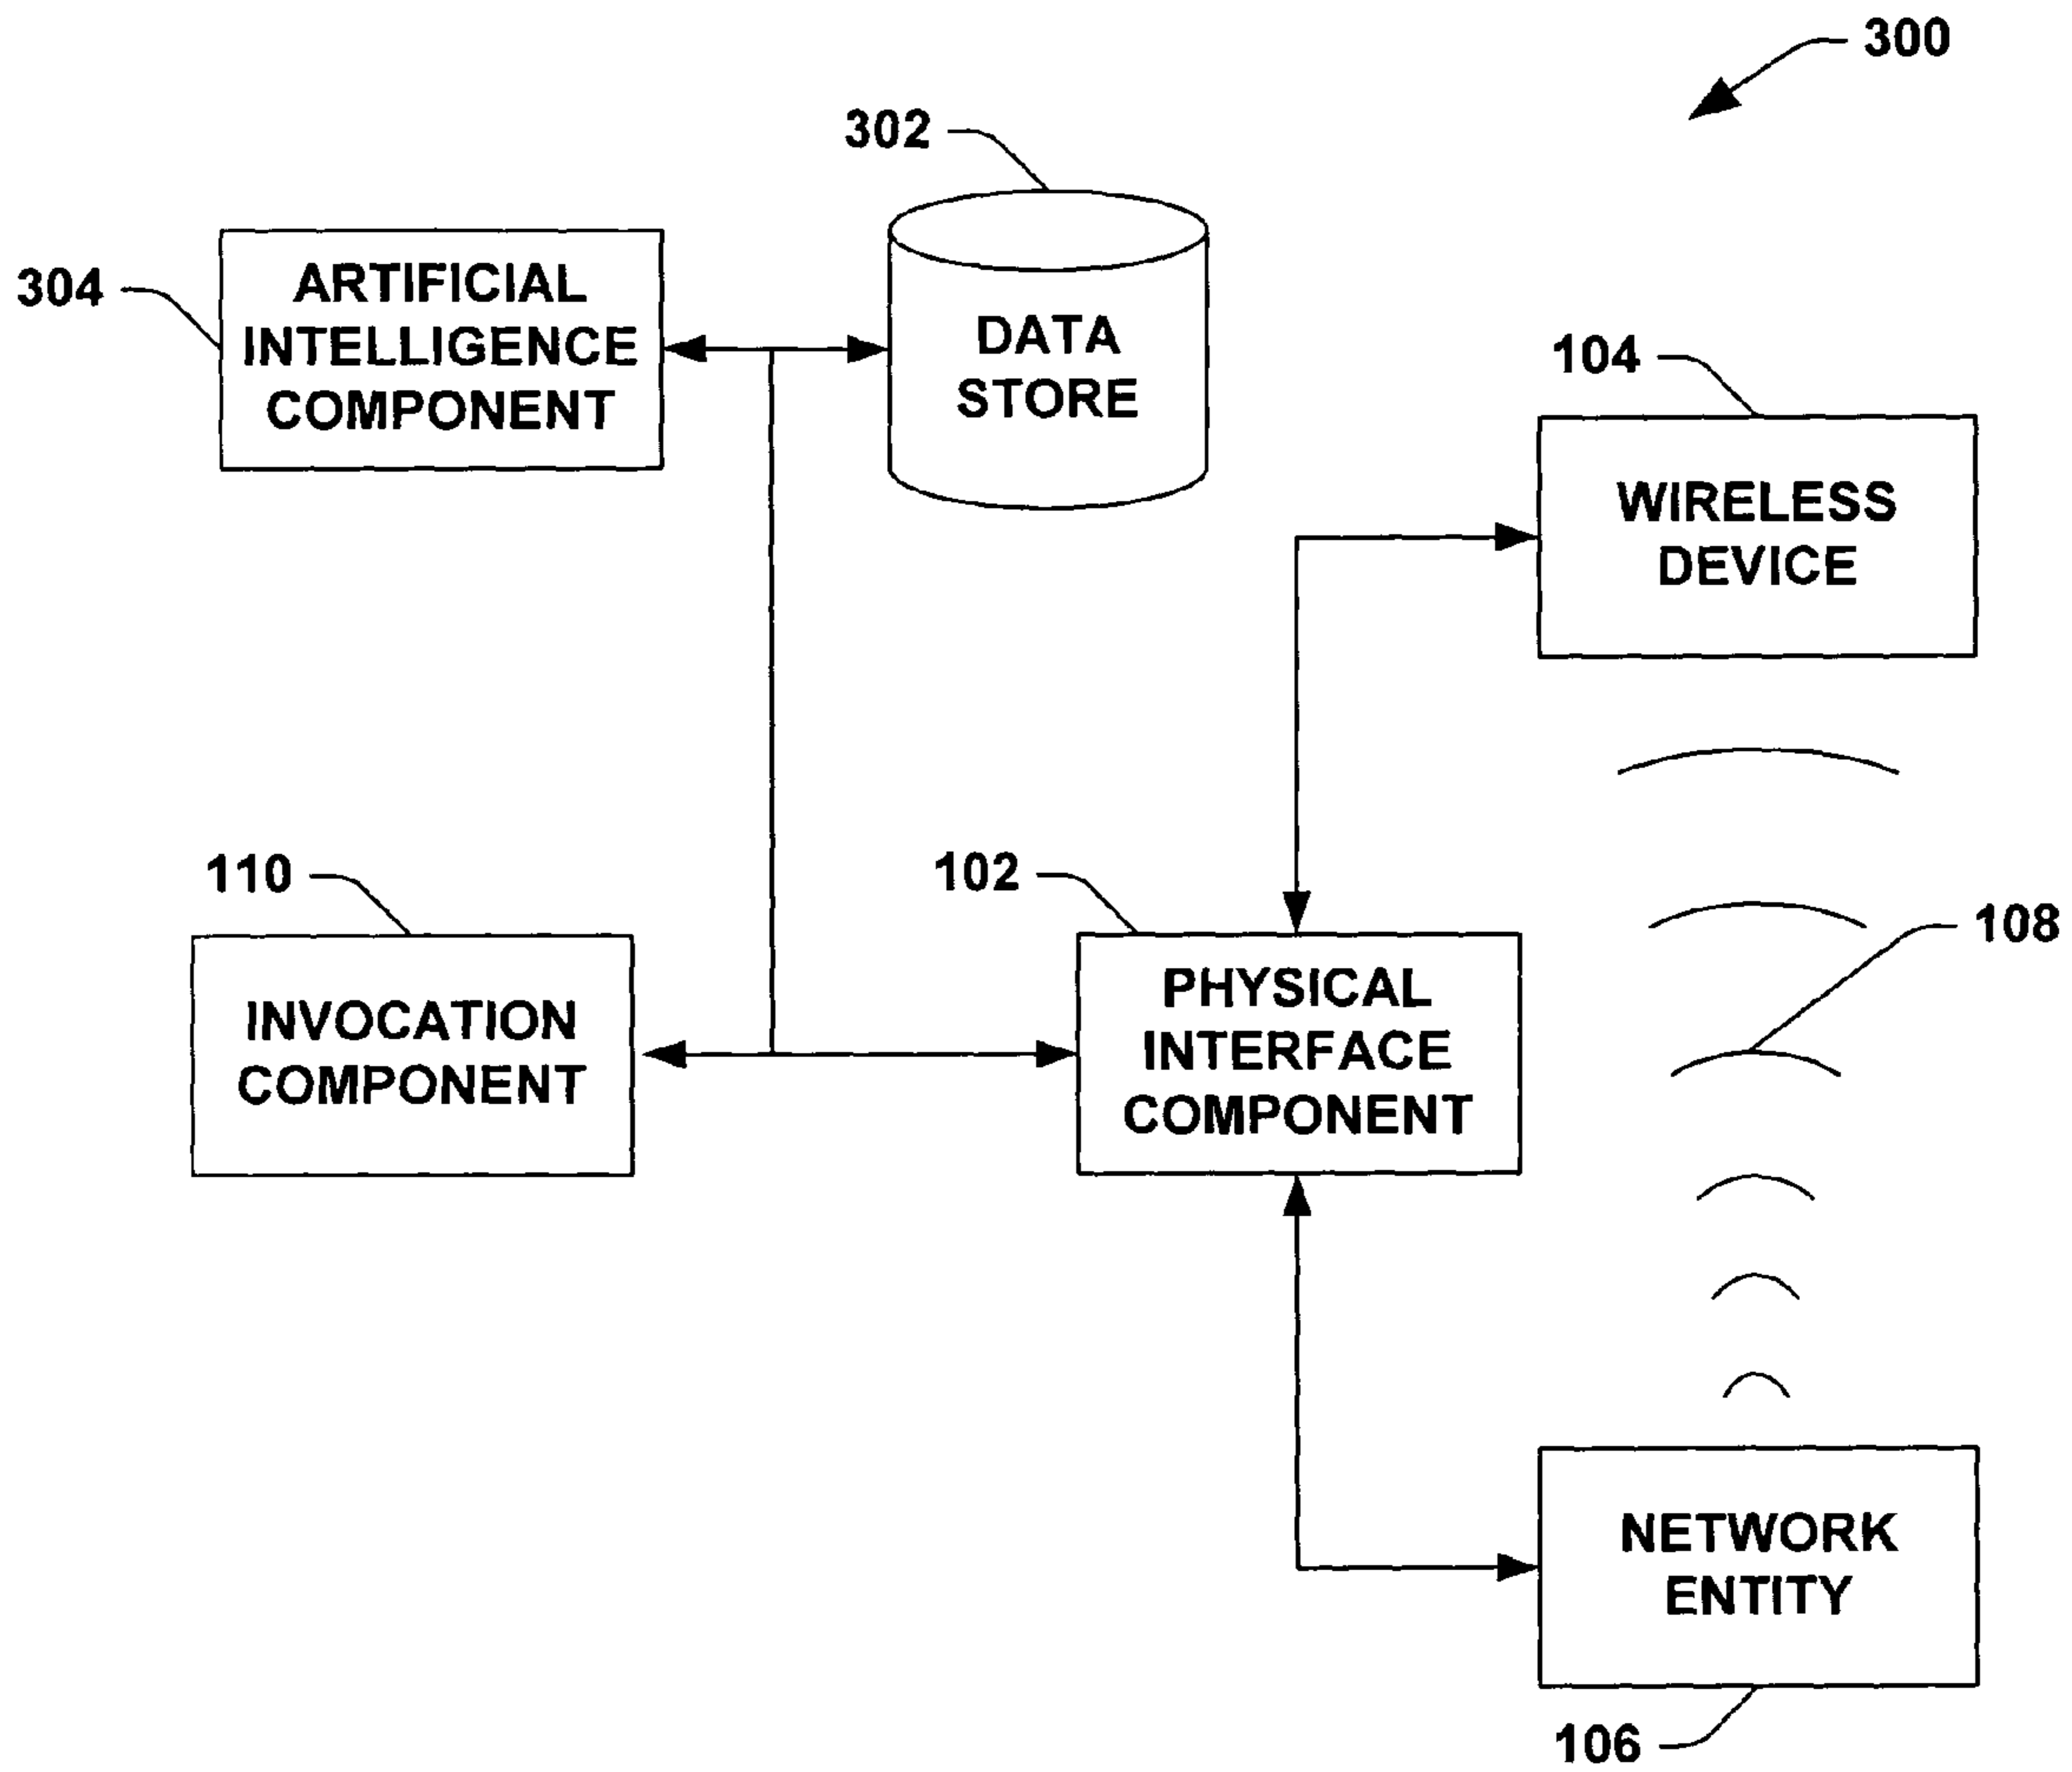 300
302
304
ARTIFICIAL
INTELLIGENCE
COMPONENT
DATA
STORE
104
WIRELESS
DEVICE
110
INVOCATION
COMPONENT
102
PHYSICAL
INTERFACE
COMPONENT
108
NETWORK
ENTITY
106